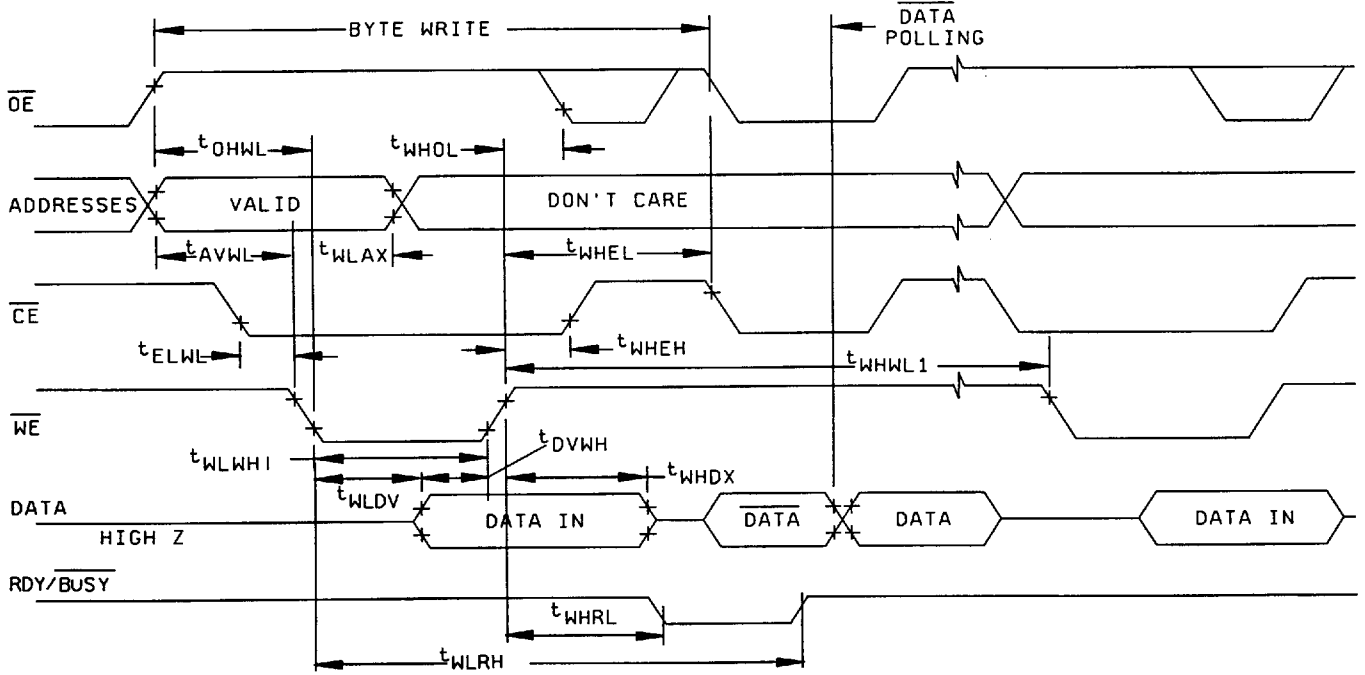 BYTE WRITE
DATA
POLLING
OE
tOHWL
tWHOL
ADDRESSES
VALID
DON'T CARE
tAVWL
tWLAX
tWHEL
CE
tELWL
tWHEH
tWHWL1
WE
tDVWH
tWLWHI
tWLDV
tWHDX
DATA
HIGH Z
DATA IN
DATA
DATA
DATA IN
RDY/BUSY
tWHRL
tWLRH